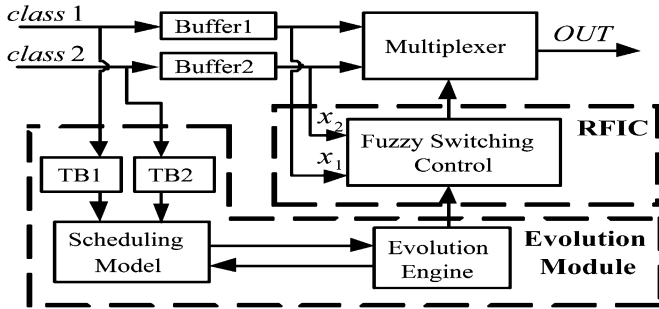 class 1
Buffer1
class 2
Buffer2
Multiplexer
OUT
x2
x1
Fuzzy Switching
Control
RFIC
TB1
TB2
Scheduling
Model
Evolution
Engine
Evolution
Module